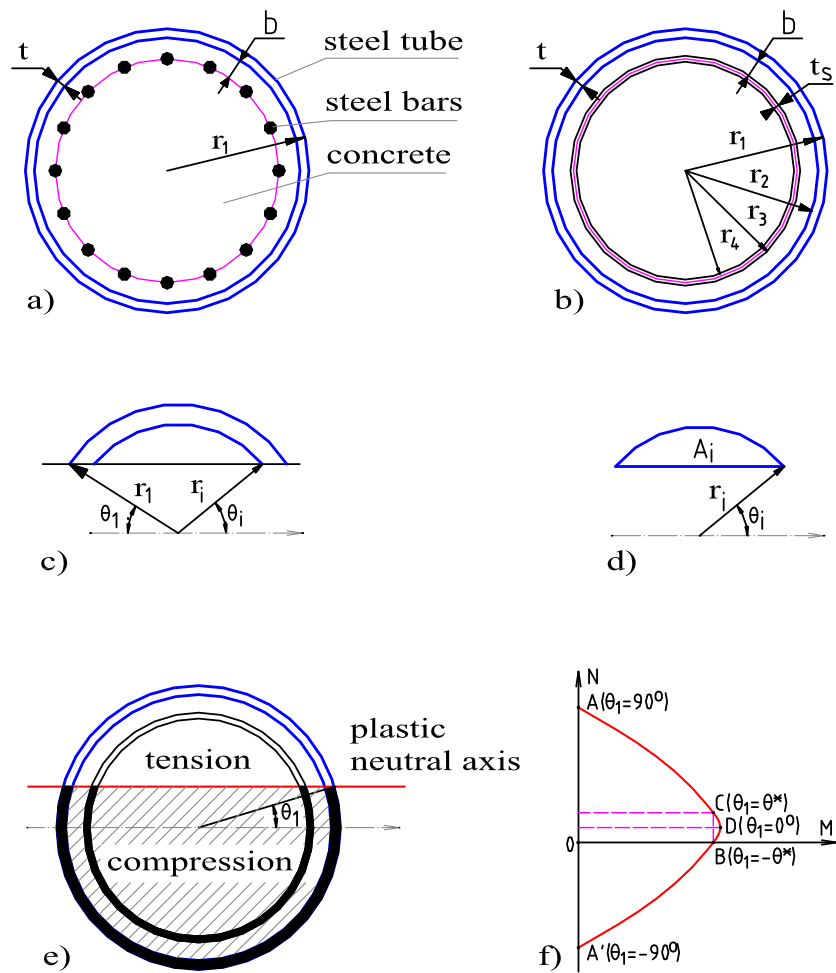 t
b
steel tube
steel bars
r1
concrete
a)
t
b
ts
r1
r2
r3
r4
b)
r1
ri
θ1
θi
c)
Ai
ri
θi
d)
plastic
neutral axis
tension
θ1
compression
e)
N
A(θ1=90°)
C(θ1=θ*)
D(θ1=0°)
M
0
B(θ1=-θ*)
A'(θ1=-90°)
f)